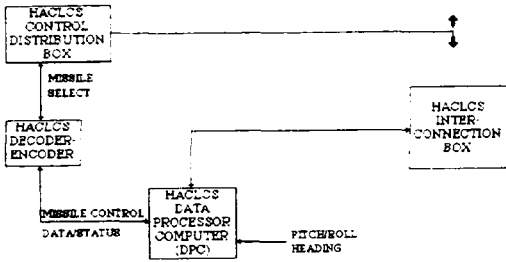 HACLCS
CONTROL
DISTRIBUTION
BOX
MISSILE
SELECT
HACLCS
DECODER-
ENCODER
HACLCS
INTER-
CONNECTION
BOX
MISSILE CONTROL
DATA/STATUS
HACLCS
DATA
PROCESSOR
COMPUTER
(DPC)
PITCH/ROLL
HEADING